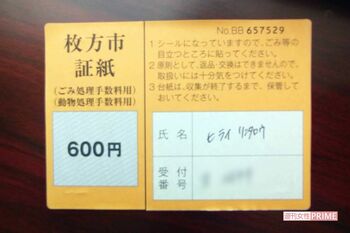 枚方市
証紙
(ごみ処理手数料用)
(動物処理手数料用)
600円
No.BB 657529
1 シールになっていますので、ごみ等の
目立つところに貼ってください。
2 原則として、返品・交換はできませんので、
取扱いには十分気をつけてください。
3 台紙は、収集が終了するまで、保管して
おいてください。
氏名
ヒライ リンタロウ
受付
番号
週刊女性PRIME